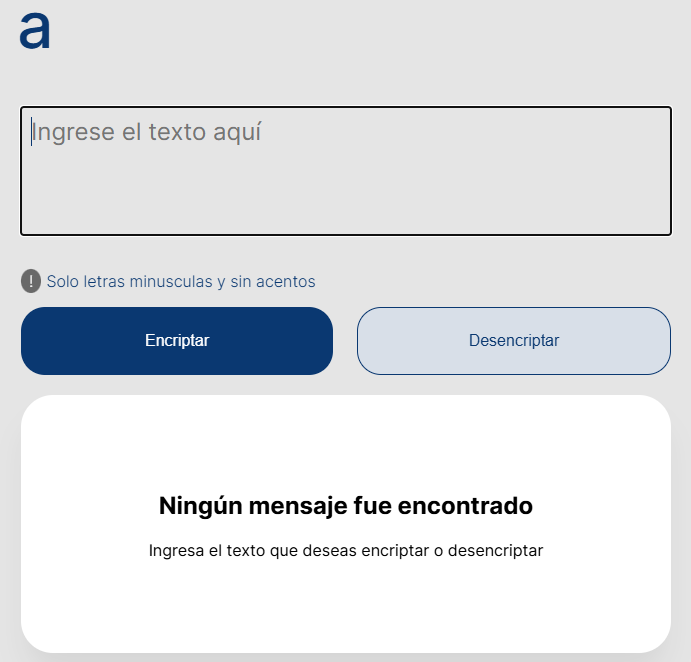 a
Ingrese el texto aquí
! Solo letras minusculas y sin acentos
Encriptar
Desencriptar
Ningún mensaje fue encontrado
Ingresa el texto que deseas encriptar o desencriptar